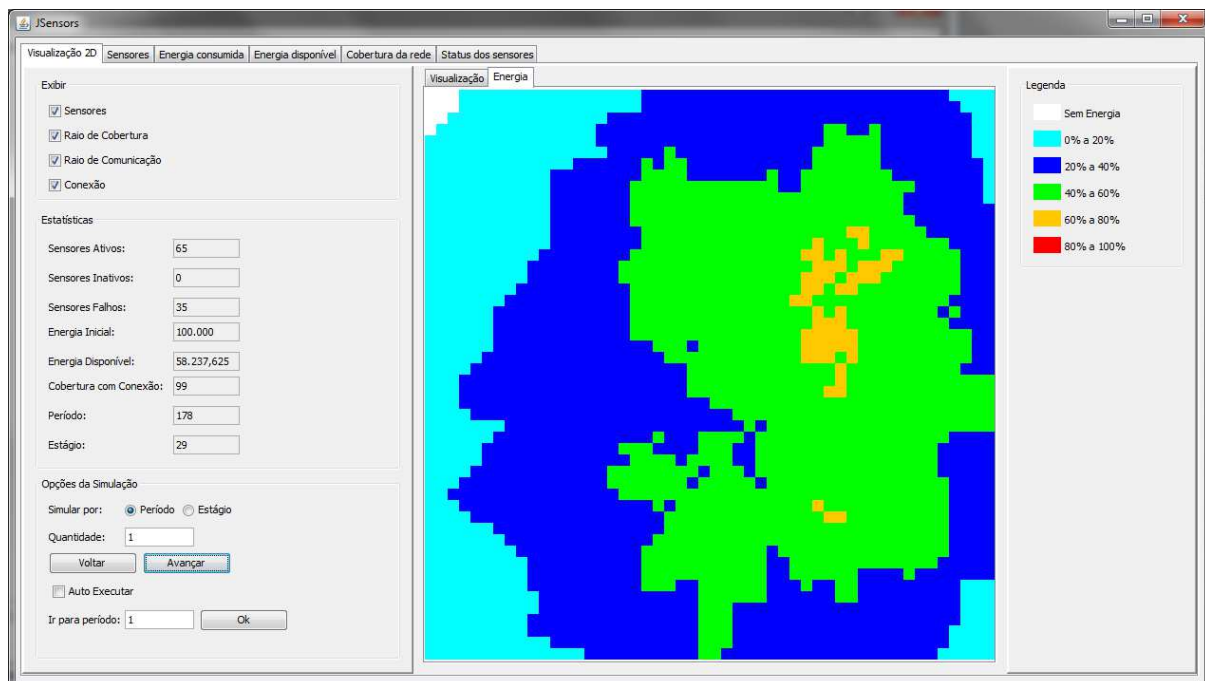 JSensors
Visualização 2D Sensores Energia consumida Energia disponível Cobertura da rede Status dos sensores
Exibir
Sensores
Raio de Cobertura
Raio de Comunicação
Conexão
Estatísticas
Sensores Ativos: 65
Sensores Inativos: 0
Sensores Falhos: 35
Energia Inicial: 100.000
Energia Disponível: 58.237,625
Cobertura com Conexão: 99
Período: 178
Estágio: 29
Opções da Simulação
Simular por: Período Estágio
Quantidade: 1
Voltar Avançar
Auto Executar
Ir para período: 1 Ok
Visualização Energia
Legenda
Sem Energia
0% a 20%
20% a 40%
40% a 60%
60% a 80%
80% a 100%